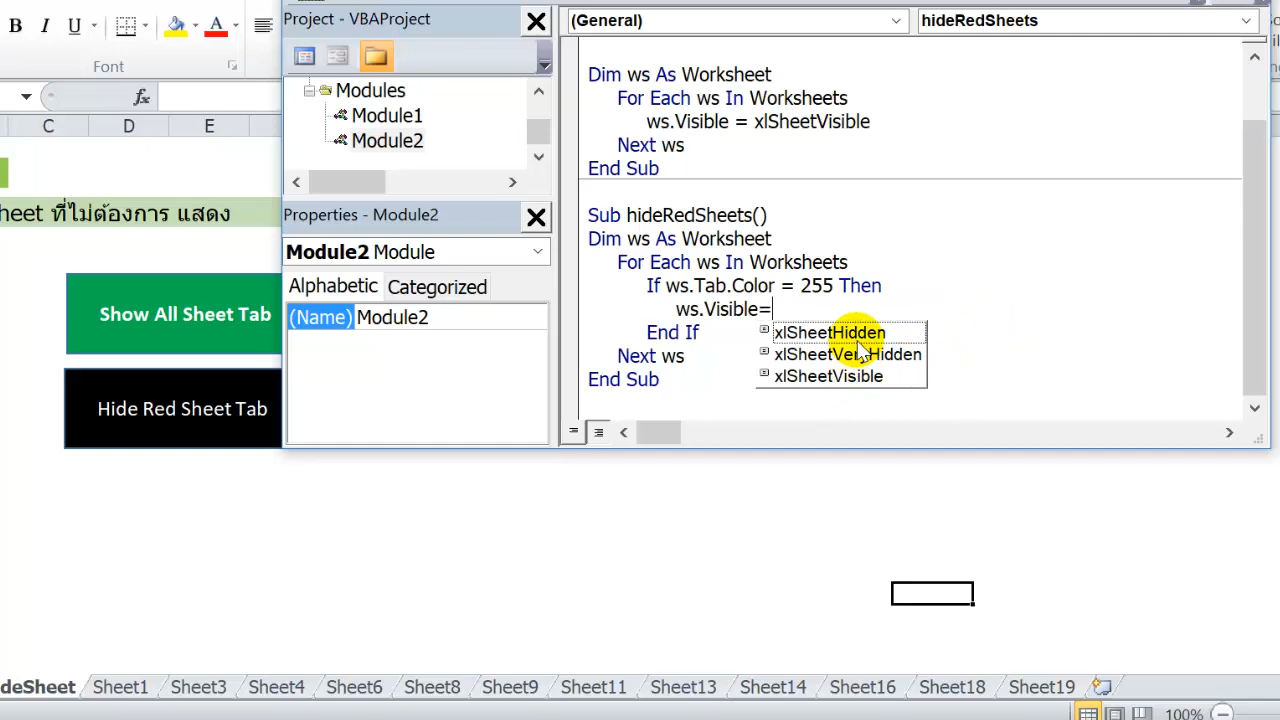 B I U
Font
fx
C D E
heet ที่ไม่ต้องการ แสดง
Show All Sheet Tab
Hide Red Sheet Tab
Project - VBAProject
Modules
Module1
Module2
Properties - Module2
Module2 Module
Alphabetic Categorized
(Name) Module2
(General) hideRedSheets
Dim ws As Worksheet
For Each ws In Worksheets
ws.Visible = xlSheetVisible
Next ws
End Sub
Sub hideRedSheets()
Dim ws As Worksheet
For Each ws In Worksheets
If ws.Tab.Color = 255 Then
ws.Visible=
End If
Next ws
End Sub
xlSheetHidden
xlSheetVeryHidden
xlSheetVisible
deSheet Sheet1 Sheet3 Sheet4 Sheet6 Sheet8 Sheet9 Sheet11 Sheet13 Sheet14 Sheet16 Sheet18 Sheet19
100%